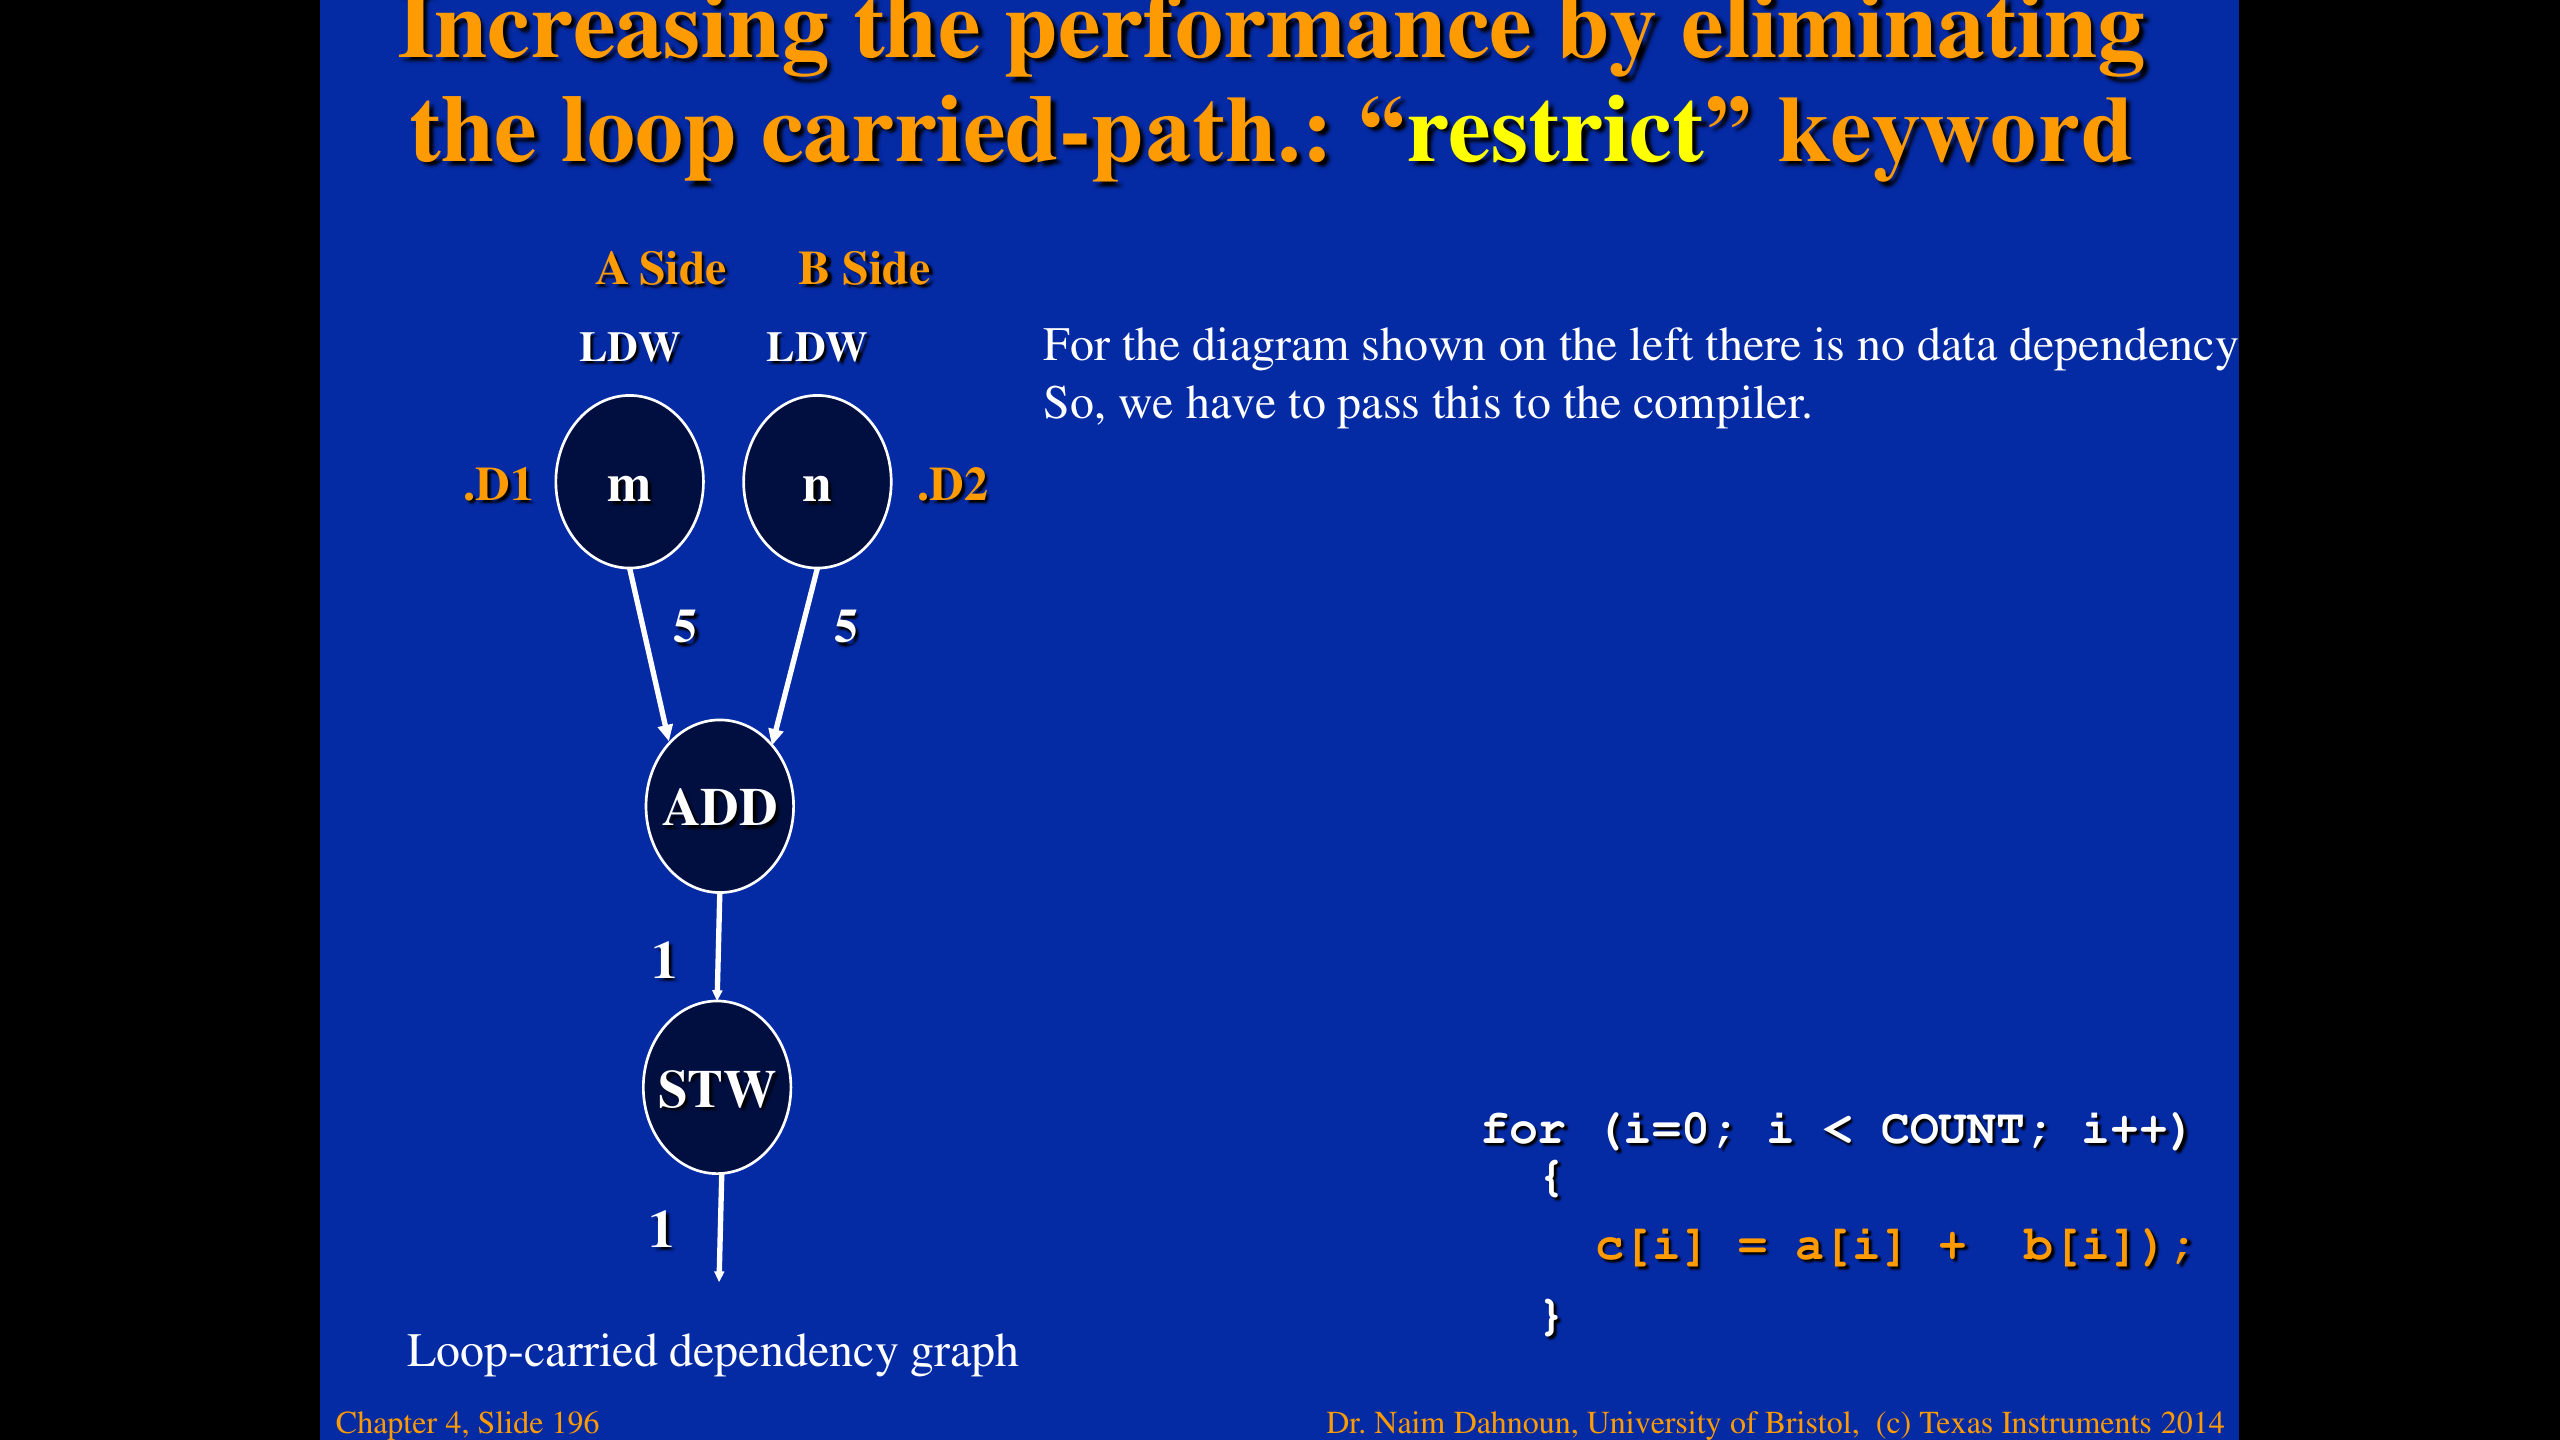 Increasing the performance by eliminating
the loop carried-path.: “restrict” keyword
A Side B Side
LDW LDW
For the diagram shown on the left there is no data dependency
So, we have to pass this to the compiler.
.D1 m n .D2
5 5
ADD
1
STW
1
for (i=0; i < COUNT; i++)
{
c[i] = a[i] + b[i]);
}
Loop-carried dependency graph
Chapter 4, Slide 196
Dr. Naim Dahnoun, University of Bristol, (c) Texas Instruments 2014